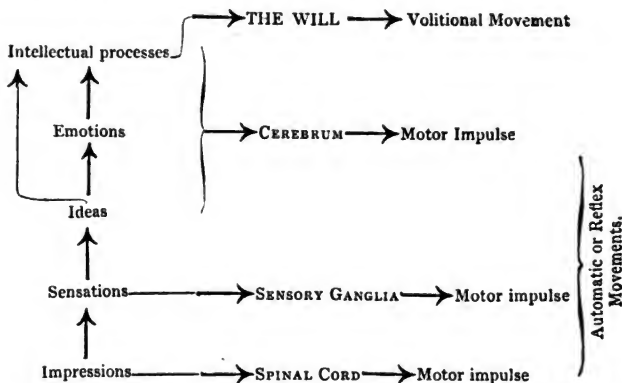 THE WILL Volitional Movement
Intellectual processes
Emotions CEREBRUM Motor Impulse
Ideas
Sensations SENSORY GANGLIA Motor impulse
Impressions SPINAL CORD Motor impulse
Automatic or Reflex
Movements.